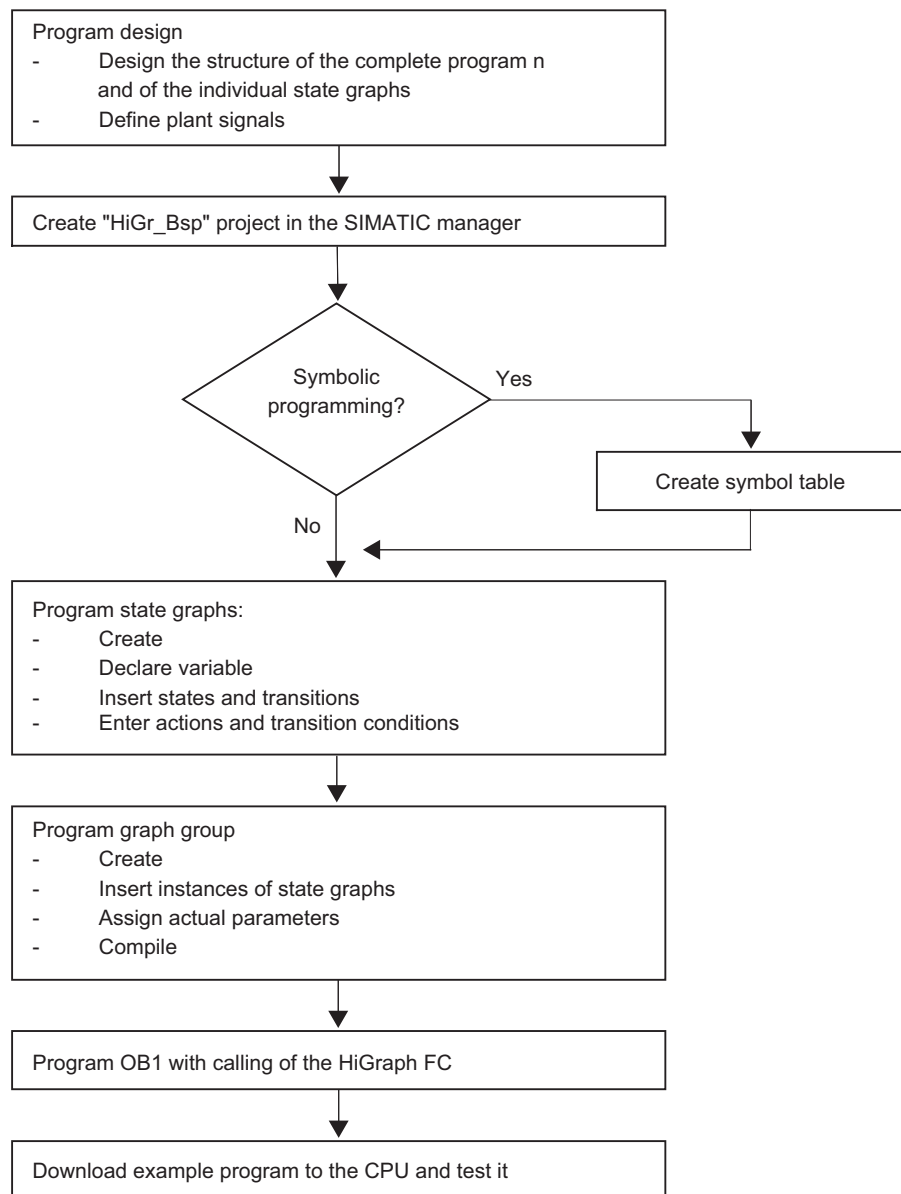 Program design
- Design the structure of the complete program n
and of the individual state graphs
- Define plant signals
Create "HiGr_Bsp" project in the SIMATIC manager
Symbolic
programming?
Yes
Create symbol table
No
Program state graphs:
- Create
- Declare variable
- Insert states and transitions
- Enter actions and transition conditions
Program graph group
- Create
- Insert instances of state graphs
- Assign actual parameters
- Compile
Program OB1 with calling of the HiGraph FC
Download example program to the CPU and test it